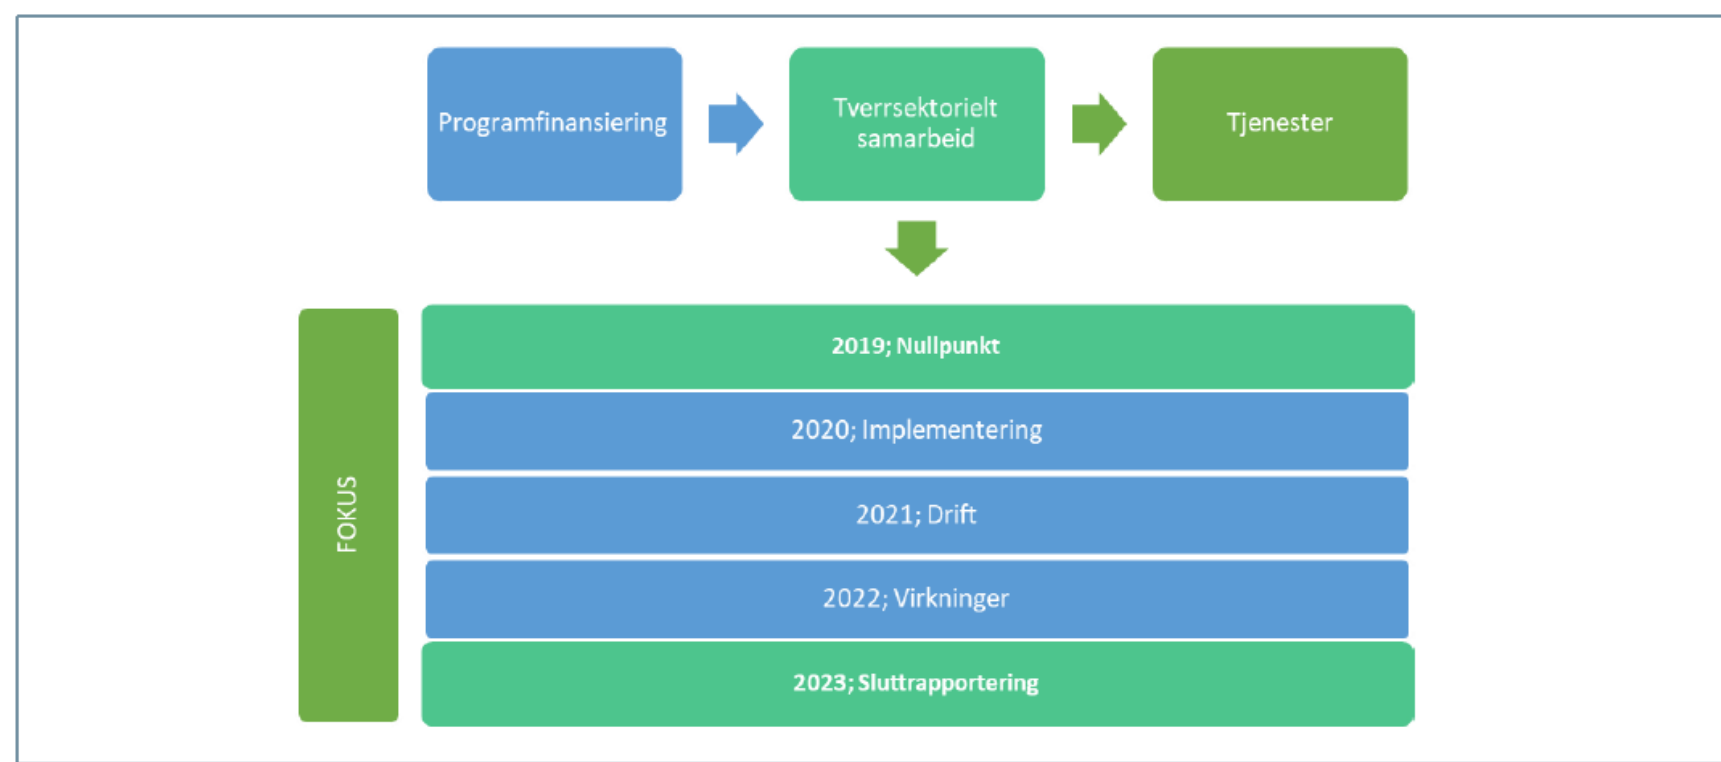 Programfinansiering
Tverrsektorielt
samarbeid
Tjenester
FOKUS
2019; Nullpunkt
2020; Implementering
2021; Drift
2022; Virkninger
2023; Sluttrapportering